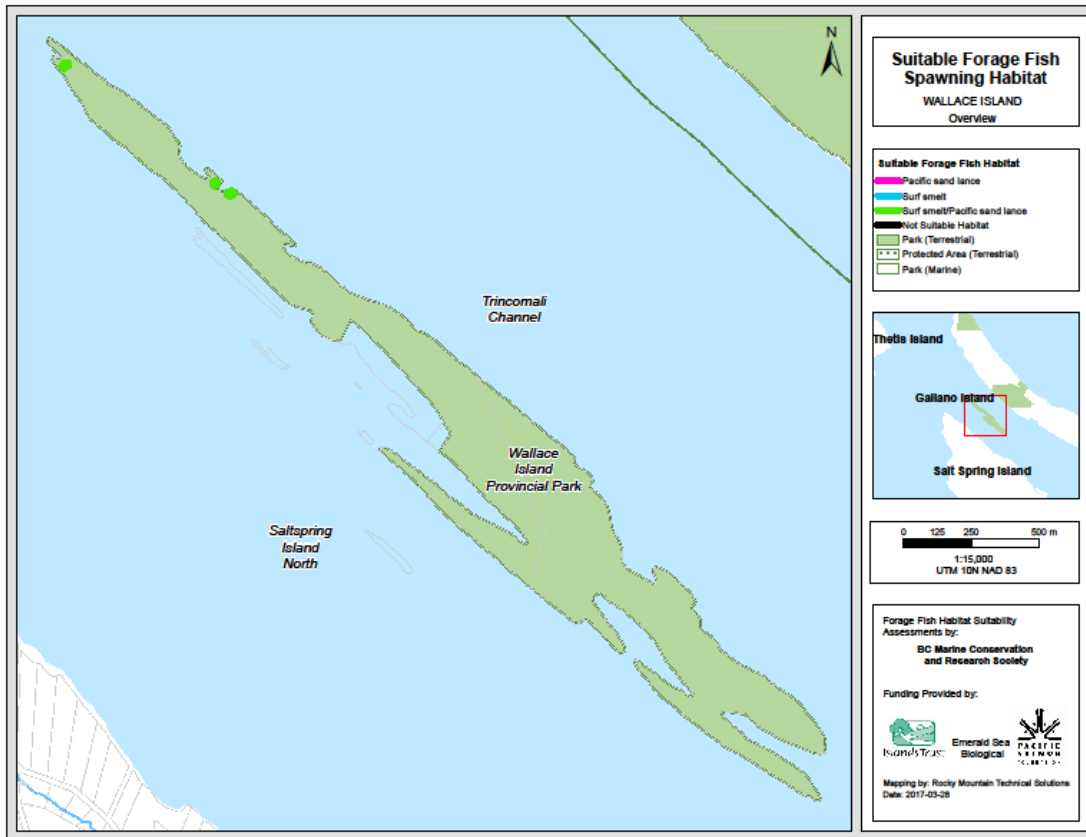 N
Trincomali
Channel
Wallace
Island
Provincial Park
Saltspring
Island
North
Suitable Forage Fish
Spawning Habitat
WALLACE ISLAND
Overview
Suitable Forage Fish Habitat
Pacific sand lance
Surf smelt
Surf smelt/Pacific sand lance
Not Suitable Habitat
Park (Terrestrial)
Protected Area (Terrestrial)
Park (Marine)
Thetis Island
Galiano Island
Salt Spring Island
0 125 250 500 m
1:15,000
UTM 10N NAD 83
Forage Fish Habitat Suitability
Assessments by:
BC Marine Conservation
and Research Society
Funding Provided by:
Islands Trust
Emerald Sea
Biological
PACIFIC
SALMON
Mapping by: Rocky Mountain Technical Solutions
Date: 2017-03-28